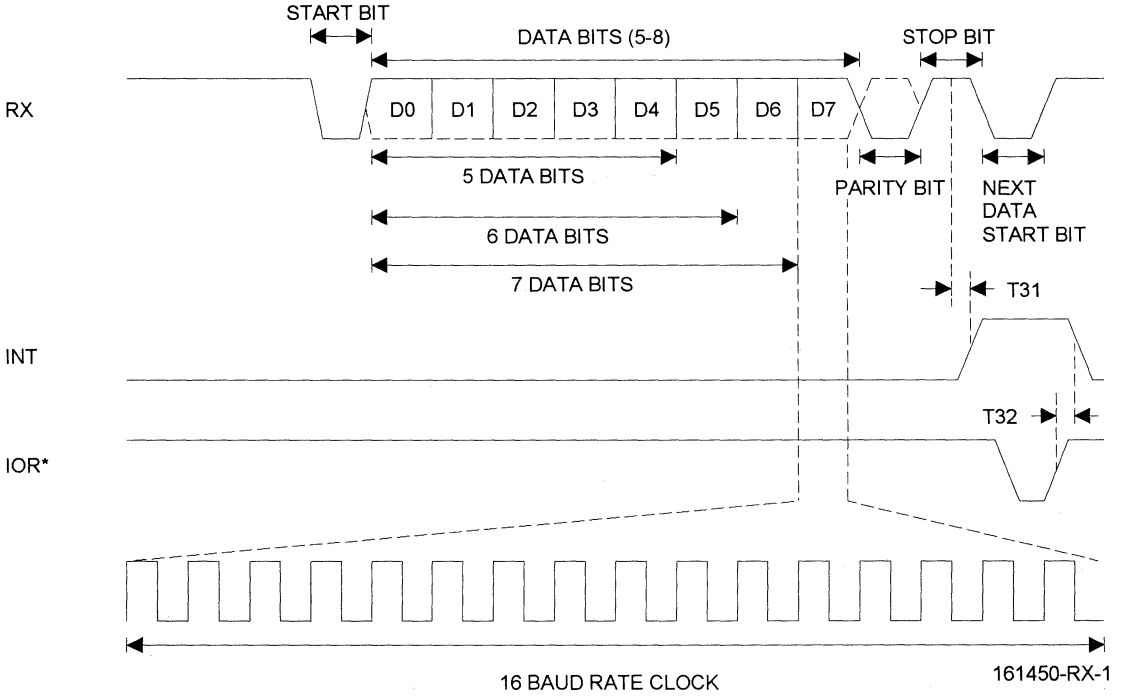 START BIT
DATA BITS (5-8)
STOP BIT
RX
D0 D1 D2 D3 D4 D5 D6 D7
5 DATA BITS
PARITY BIT
NEXT
DATA
START BIT
6 DATA BITS
7 DATA BITS
T31
INT
T32
IOR*
16 BAUD RATE CLOCK
161450-RX-1